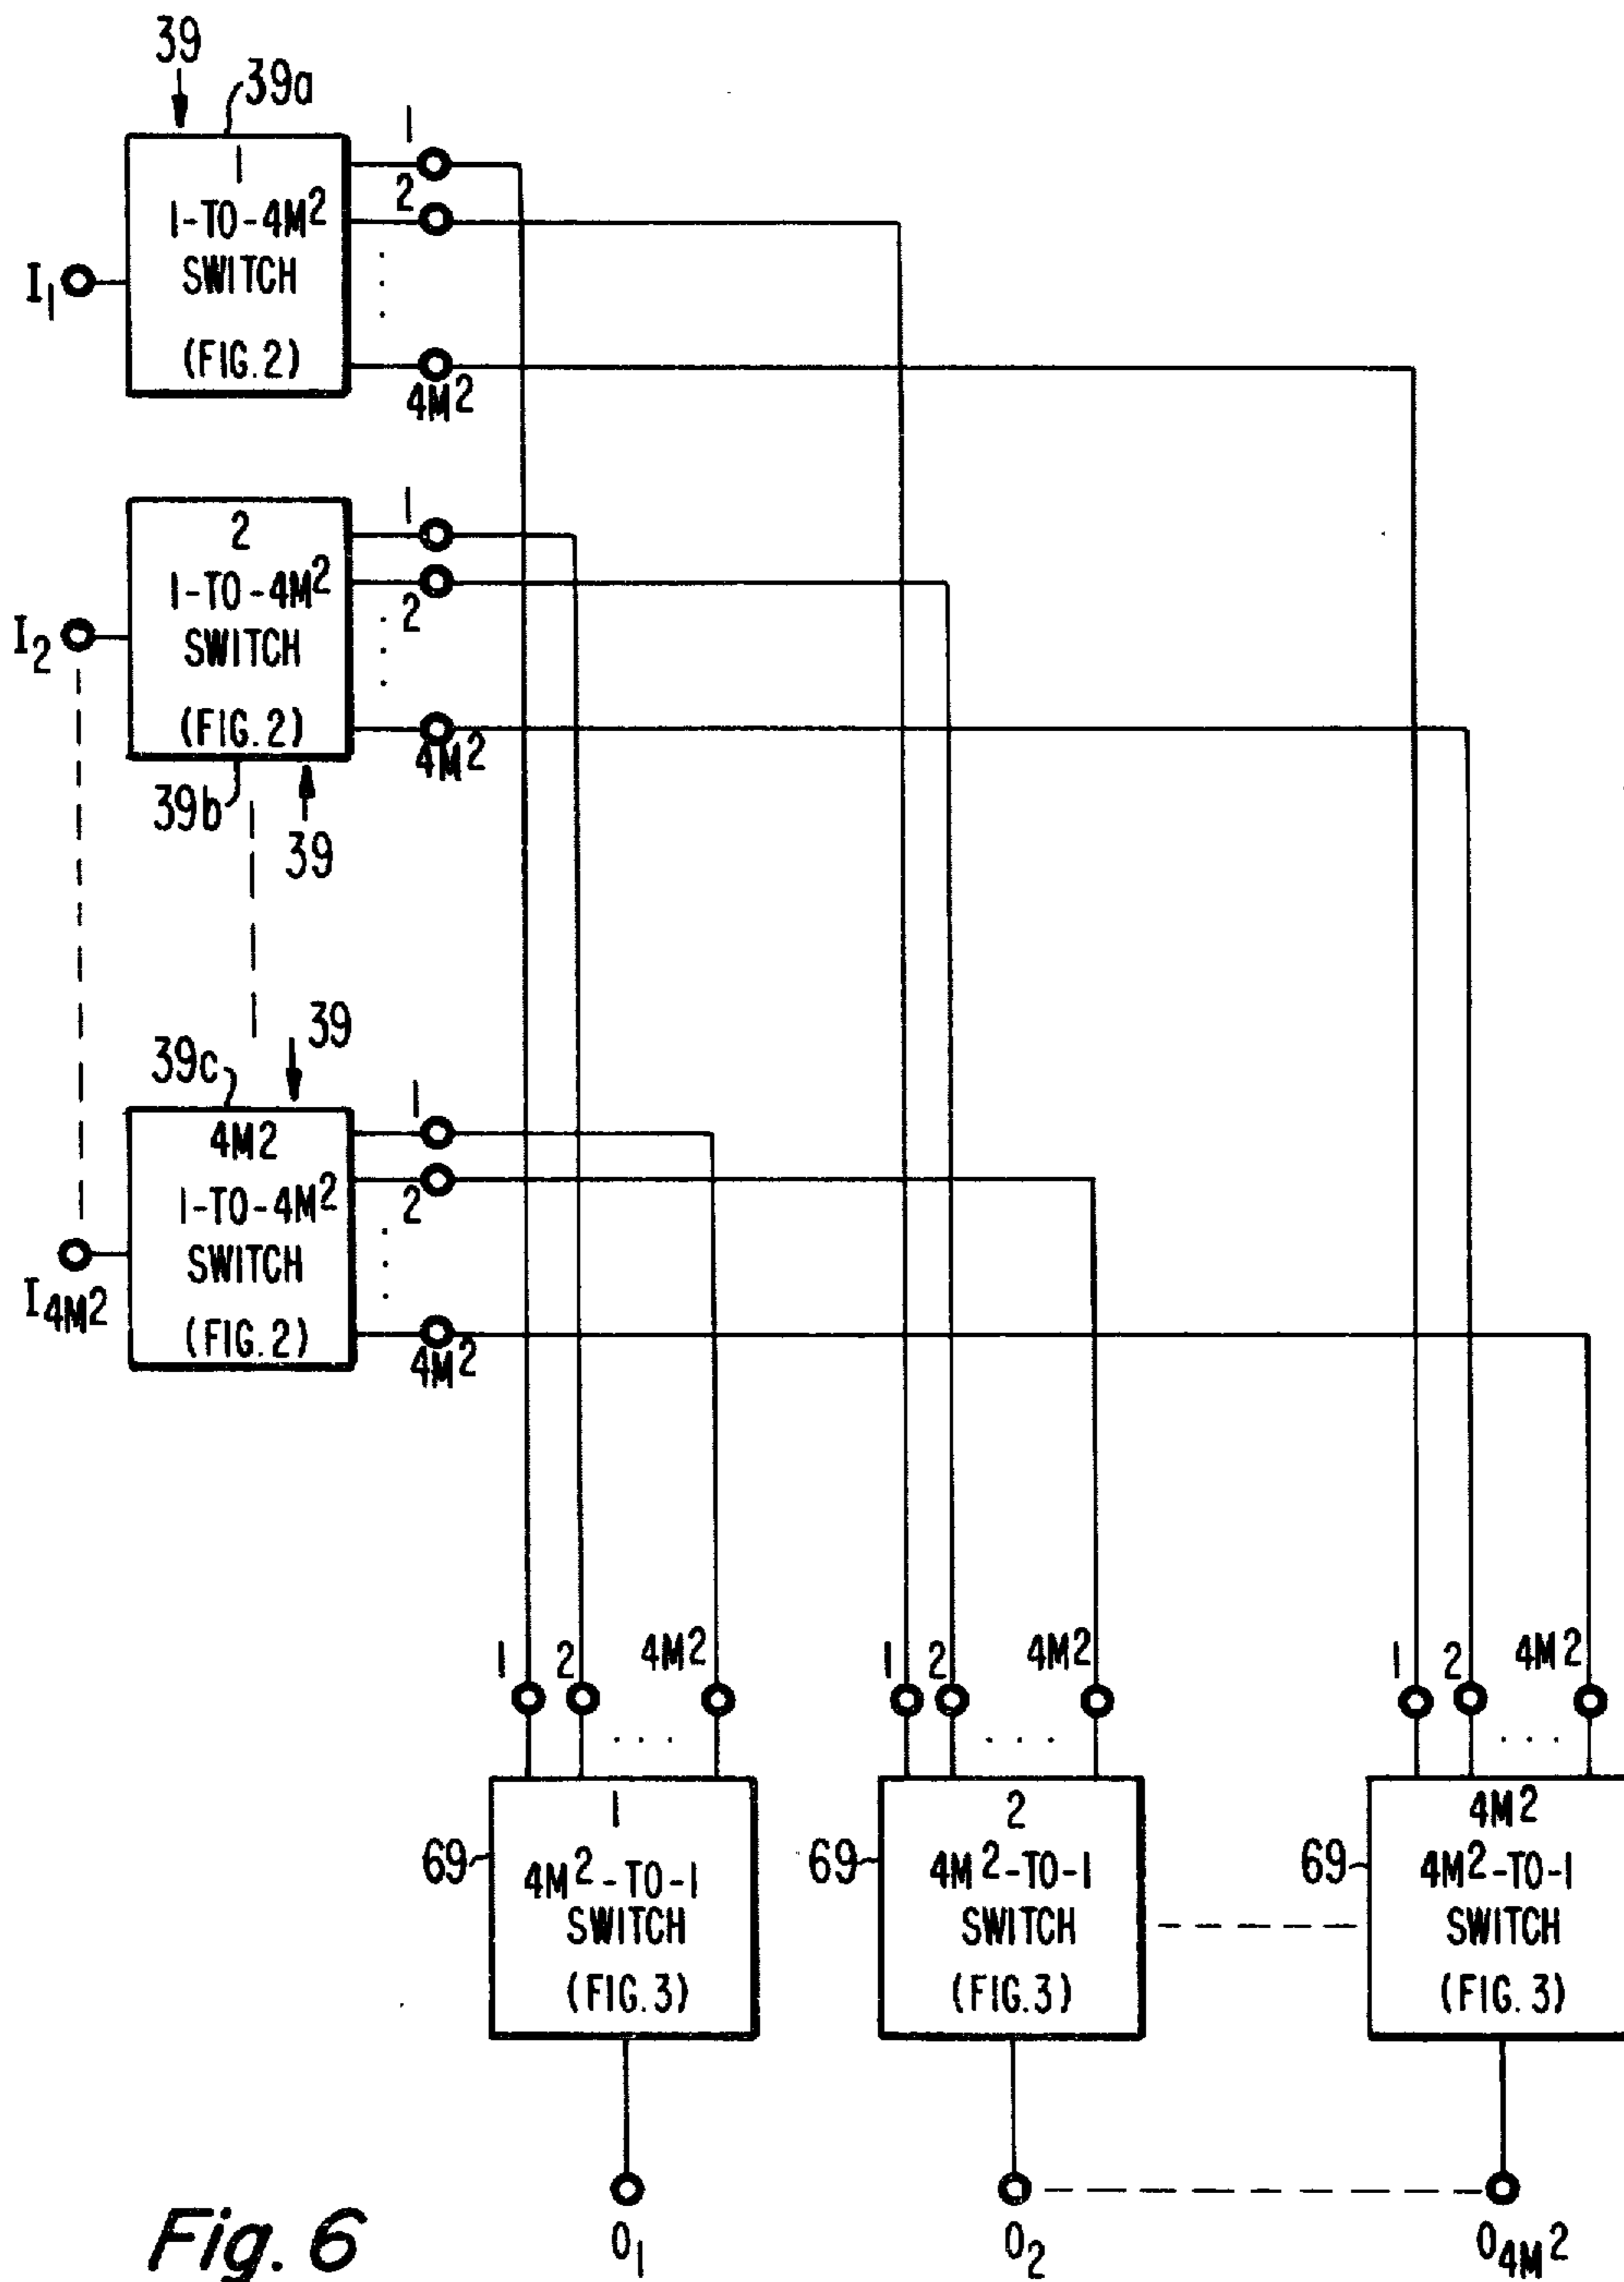 39
39a
1
1-TO-4M²
SWITCH
(FIG.2)
I₁
1
2
4M²
2
1-TO-4M²
SWITCH
(FIG.2)
I₂
1
2
4M²
39b
39
39c
39
4M²
1-TO-4M²
SWITCH
(FIG.2)
I₄M²
1
2
4M²
1
2
4M²
1
2
4M²
1
2
4M²
69
1
4M²-TO-1
SWITCH
(FIG.3)
69
2
4M²-TO-1
SWITCH
(FIG.3)
69
4M²
4M²-TO-1
SWITCH
(FIG.3)
O₁
O₂
O₄M²
Fig. 6